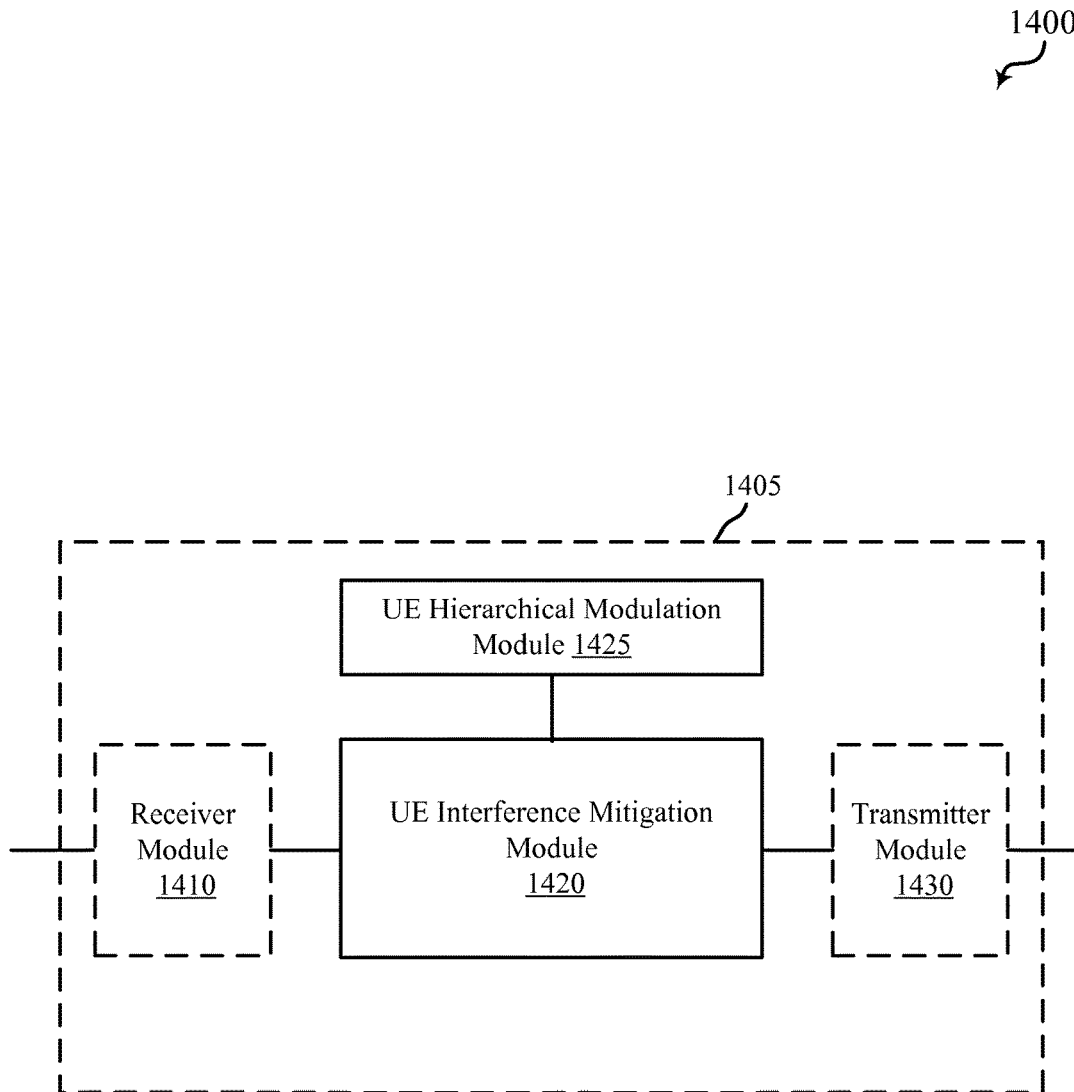 1400
1405
UE Hierarchical Modulation
Module 1425
Receiver
Module
1410
UE Interference Mitigation
Module
1420
Transmitter
Module
1430